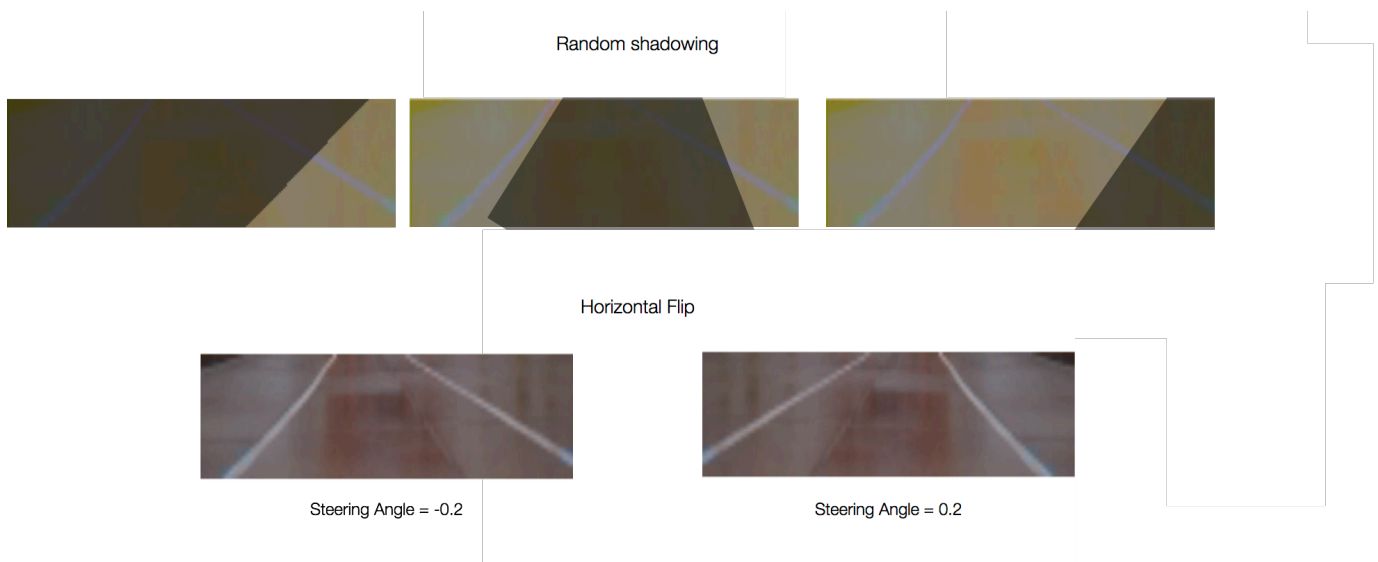 Random shadowing
Horizontal Flip
Steering Angle = -0.2
Steering Angle = 0.2